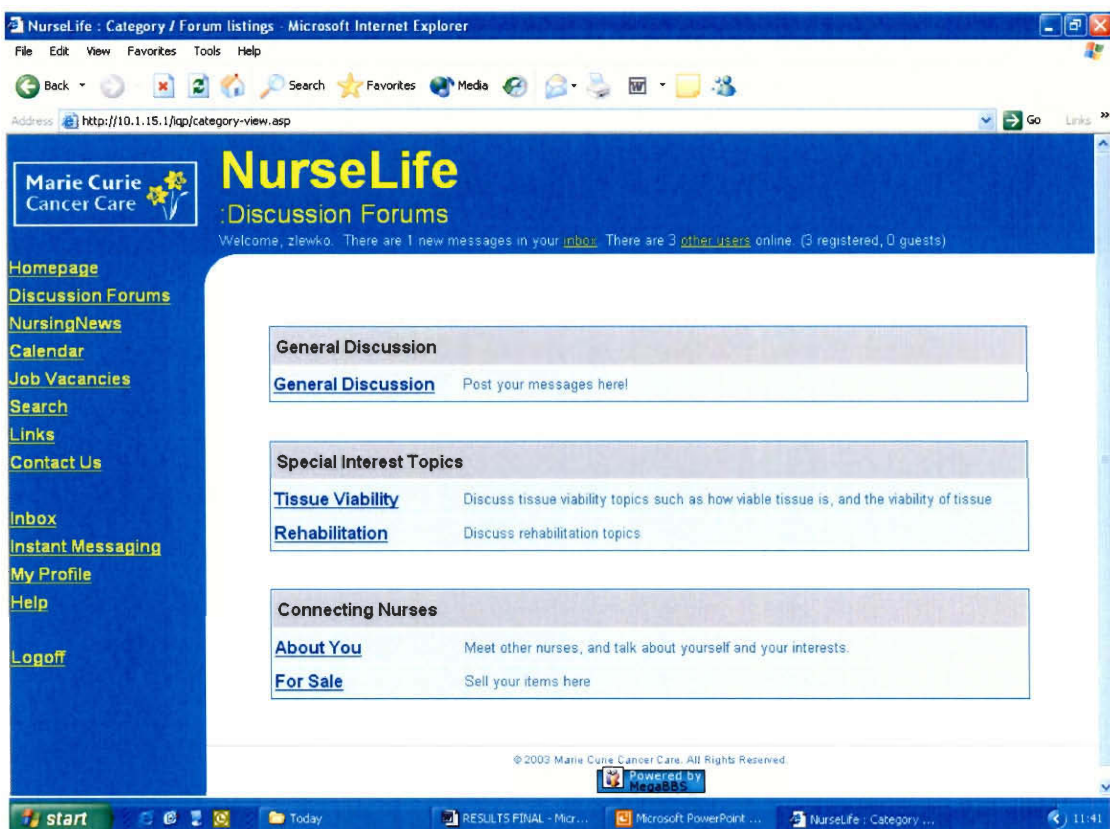 NurseLife : Category / Forum listings - Microsoft Internet Explorer
File Edit View Favorites Tools Help
Back Search Favorites Media
Address http://10.1.15.1/iqp/category-view.asp Go Links »
Marie Curie
Cancer Care
NurseLife
:Discussion Forums
Welcome, zlewko. There are 1 new messages in your inbox. There are 3 other users online. (3 registered, 0 guests)
Homepage
Discussion Forums
NursingNews
Calendar
Job Vacancies
Search
Links
Contact Us
Inbox
Instant Messaging
My Profile
Help
Logoff
General Discussion
General Discussion Post your messages here!
Special Interest Topics
Tissue Viability Discuss tissue viability topics such as how viable tissue is, and the viability of tissue
Rehabilitation Discuss rehabilitation topics
Connecting Nurses
About You Meet other nurses, and talk about yourself and your interests.
For Sale Sell your items here
© 2003 Marie Curie Cancer Care. All Rights Reserved.
Powered by
MegaBBS
start Today RESULTS FINAL - Micr... Microsoft PowerPoint ... NurseLife : Category ... 11:41